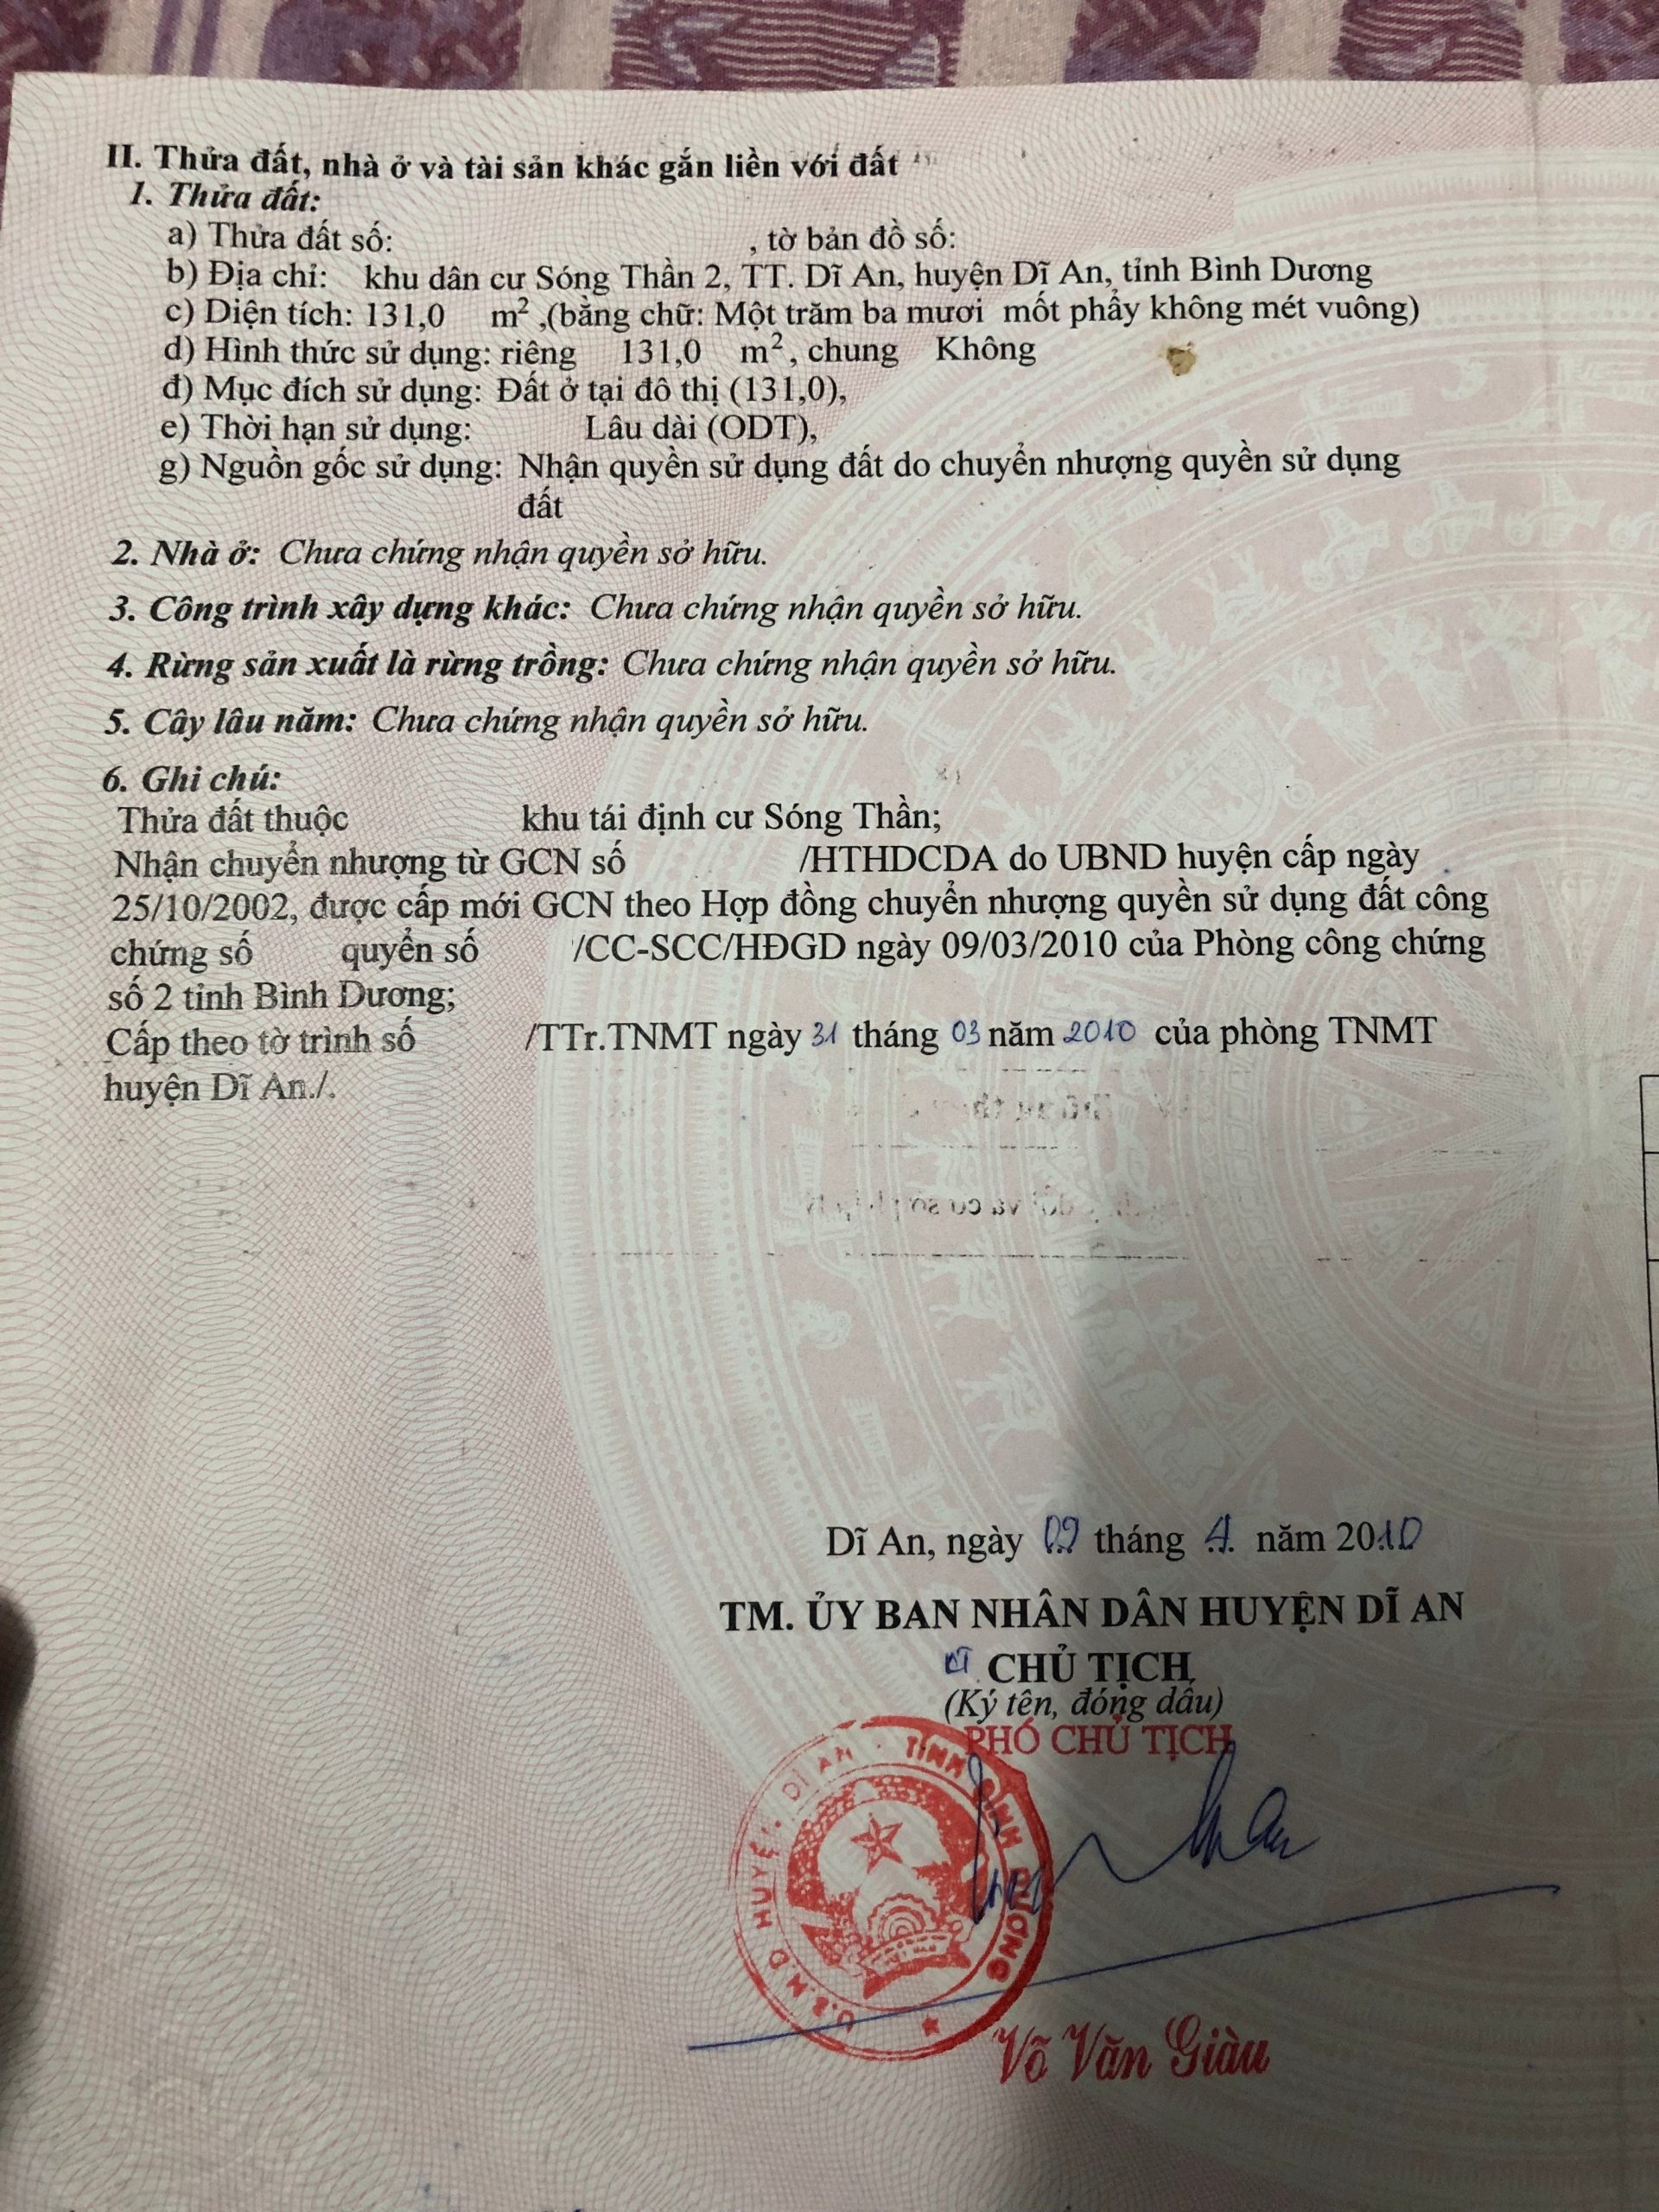 II. Thửa đất, nhà ở và tài sản khác gắn liền với đất
1. Thửa đất:
a) Thửa đất số: , tờ bản đồ số:
b) Địa chỉ: khu dân cư Sóng Thần 2, TT. Dĩ An, huyện Dĩ An, tỉnh Bình Dương
c) Diện tích: 131,0 m² ,(bằng chữ: Một trăm ba mươi mốt phẩy không mét vuông)
d) Hình thức sử dụng: riêng 131,0 m², chung Không
đ) Mục đích sử dụng: Đất ở tại đô thị (131,0),
e) Thời hạn sử dụng: Lâu dài (ODT),
g) Nguồn gốc sử dụng: Nhận quyền sử dụng đất do chuyển nhượng quyền sử dụng
đất
2. Nhà ở: Chưa chứng nhận quyền sở hữu.
3. Công trình xây dựng khác: Chưa chứng nhận quyền sở hữu.
4. Rừng sản xuất là rừng trồng: Chưa chứng nhận quyền sở hữu.
5. Cây lâu năm: Chưa chứng nhận quyền sở hữu.
6. Ghi chú:
Thửa đất thuộc khu tái định cư Sóng Thần;
Nhận chuyển nhượng từ GCN số /HTHDCDA do UBND huyện cấp ngày
25/10/2002, được cấp mới GCN theo Hợp đồng chuyển nhượng quyền sử dụng đất công
chứng số quyển số /CC-SCC/HĐGD ngày 09/03/2010 của Phòng công chứng
số 2 tỉnh Bình Dương;
Cấp theo tờ trình số /TTr.TNMT ngày 31 tháng 03 năm 2010 của phòng TNMT
huyện Dĩ An./.
Dĩ An, ngày 09 tháng 4 năm 2010
TM. ỦY BAN NHÂN DÂN HUYỆN DĨ AN
CHỦ TỊCH
(Ký tên, đóng dấu)
PHÓ CHỦ TỊCH
U.B.N.D HUYỆN DĨ AN - TỈNH BÌNH DƯƠNG
VIỆT NAM
Võ Văn Giàu